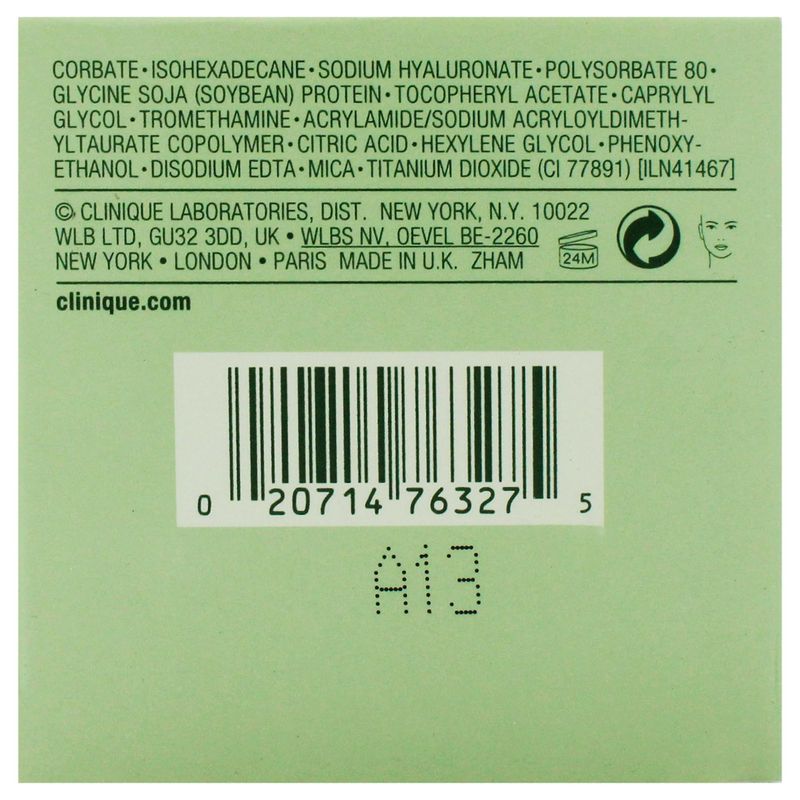 CORBATE • ISOHEXADECANE • SODIUM HYALURONATE • POLYSORBATE 80 •
GLYCINE SOJA (SOYBEAN) PROTEIN • TOCOPHERYL ACETATE • CAPRYLYL
GLYCOL • TROMETHAMINE • ACRYLAMIDE/SODIUM ACRYLOYLDIMETH-
YLTAURATE COPOLYMER • CITRIC ACID • HEXYLENE GLYCOL • PHENOXY-
ETHANOL • DISODIUM EDTA • MICA • TITANIUM DIOXIDE (CI 77891) [ILN41467]
© CLINIQUE LABORATORIES, DIST. NEW YORK, N.Y. 10022
WLB LTD, GU32 3DD, UK • WLBS NV, OEVEL BE-2260
NEW YORK • LONDON • PARIS MADE IN U.K. ZHAM
24M
clinique.com
0 20714 76327 5
A13